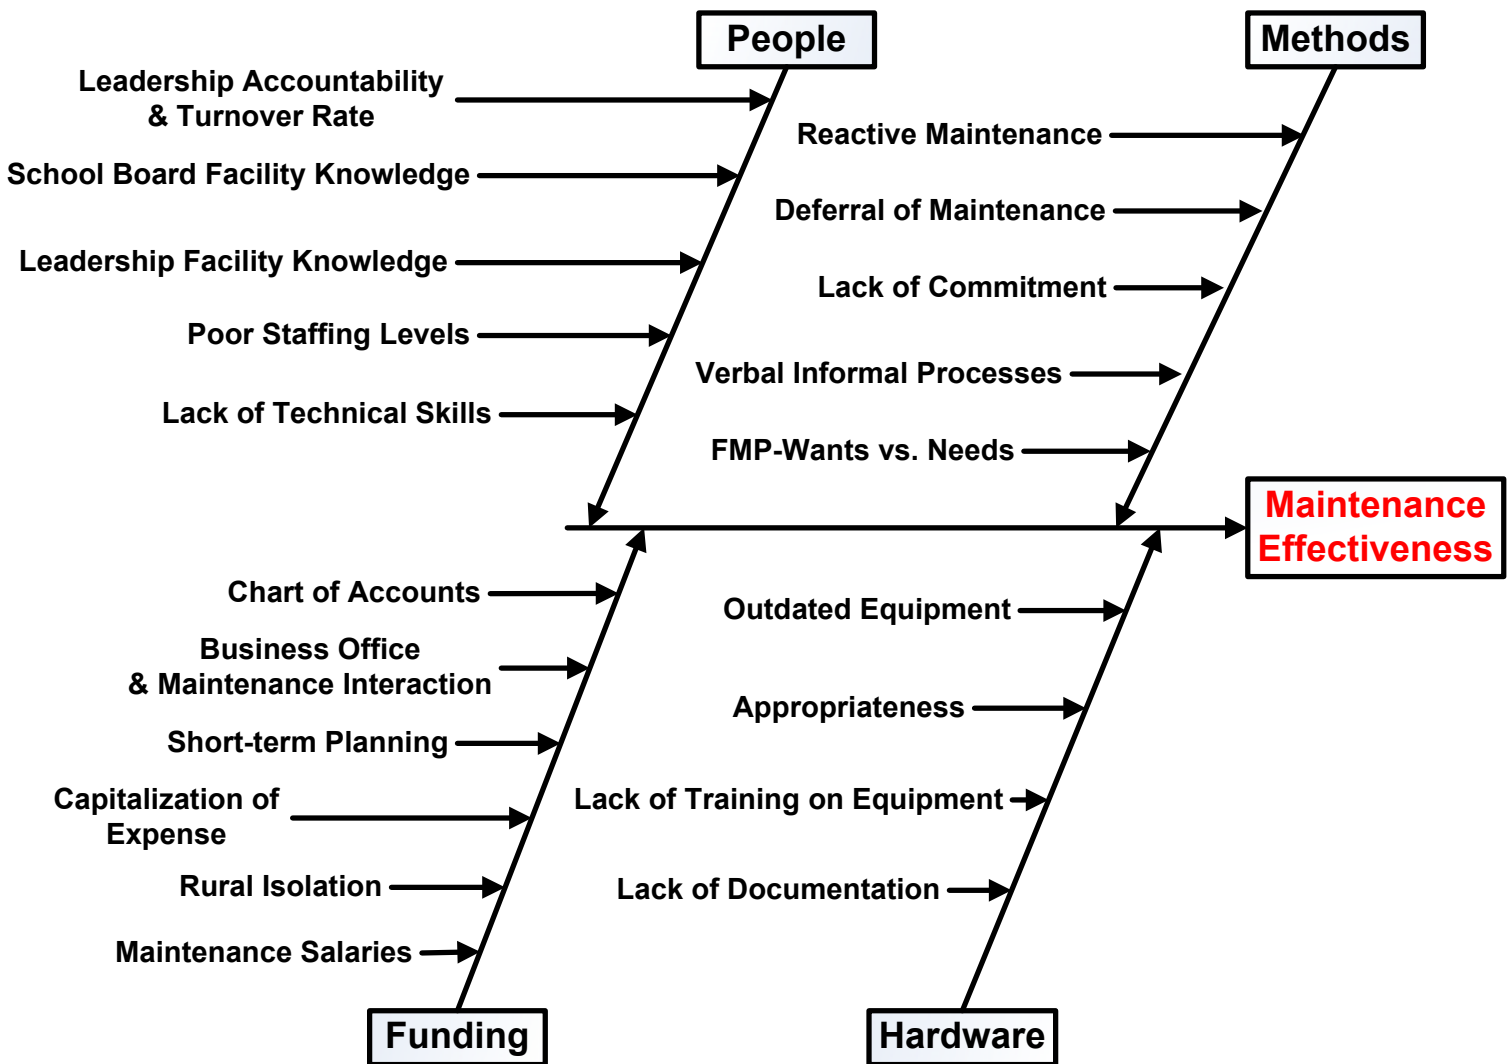 People
Leadership Accountability
& Turnover Rate
School Board Facility Knowledge
Leadership Facility Knowledge
Poor Staffing Levels
Lack of Technical Skills
Methods
Reactive Maintenance
Deferral of Maintenance
Lack of Commitment
Verbal Informal Processes
FMP-Wants vs. Needs
Maintenance
Effectiveness
Chart of Accounts
Business Office
& Maintenance Interaction
Short-term Planning
Capitalization of
Expense
Rural Isolation
Maintenance Salaries
Funding
Outdated Equipment
Appropriateness
Lack of Training on Equipment
Lack of Documentation
Hardware